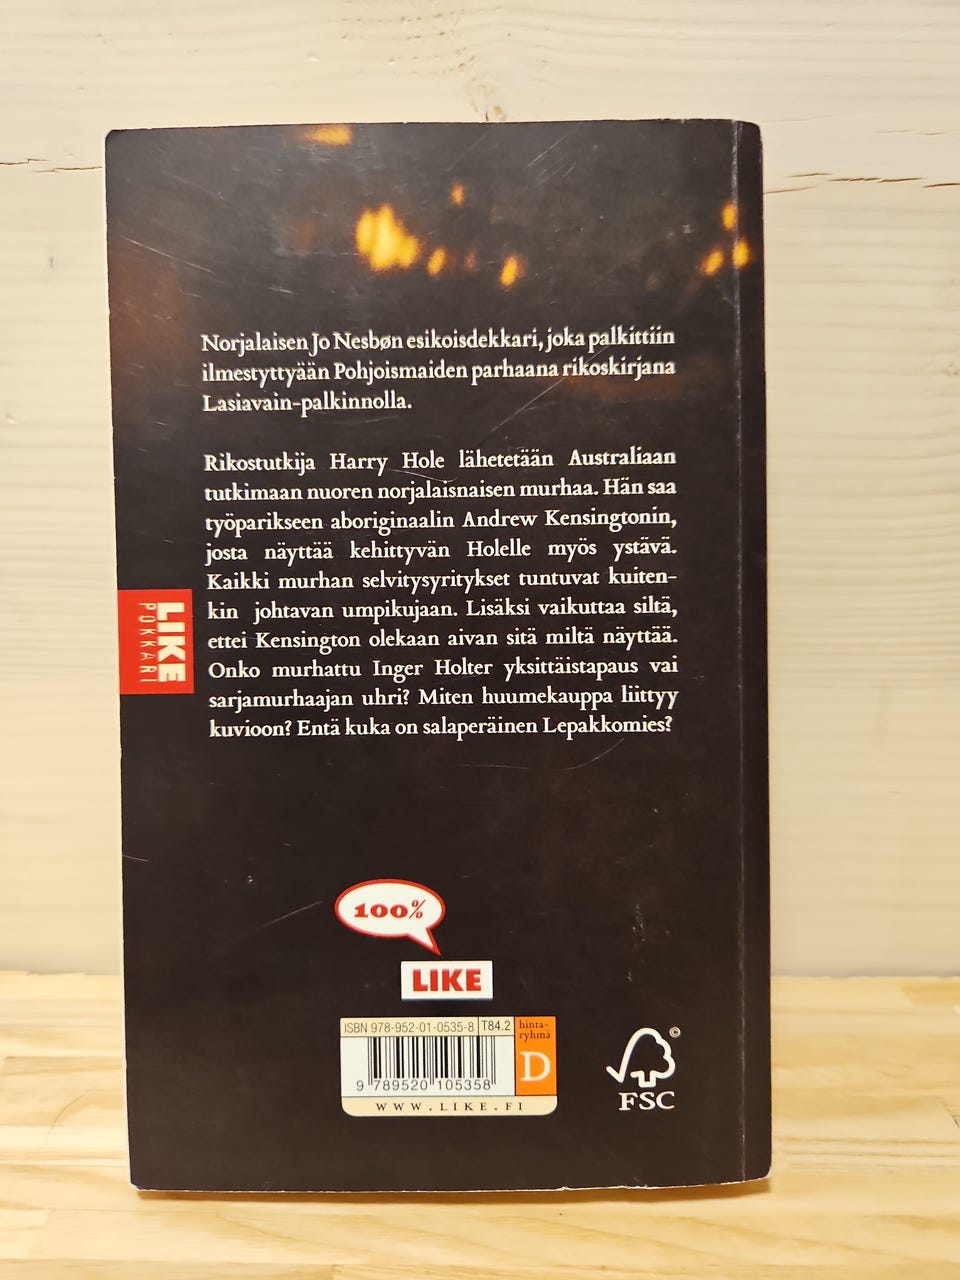 Norjalaisen Jo Nesbøn esikoisdekkari, joka palkittiin
ilmestyttyään Pohjoismaiden parhaana rikoskirjana
Lasiavain-palkinnolla.
Rikostutkija Harry Hole lähetetään Australiaan
tutkimaan nuoren norjalaisnaisen murhaa. Hän saa
työparikseen aboriginaalin Andrew Kensingtonin,
josta näyttää kehittyvän Holelle myös ystävä.
Kaikki murhan selvitysyritykset tuntuvat kuiten-
kin johtavan umpikujaan. Lisäksi vaikuttaa siltä,
ettei Kensington olekaan aivan sitä miltä näyttää.
Onko murhattu Inger Holter yksittäistapaus vai
sarjamurhaajan uhri? Miten huumekauppa liittyy
kuvioon? Entä kuka on salaperäinen Lepakkomies?
LIKE
POKKARI
100%
LIKE
ISBN 978-952-01-0535-8 T84.2
hinta-
ryhmä
D
9 789520 105358
WWW.LIKE.FI
©
FSC